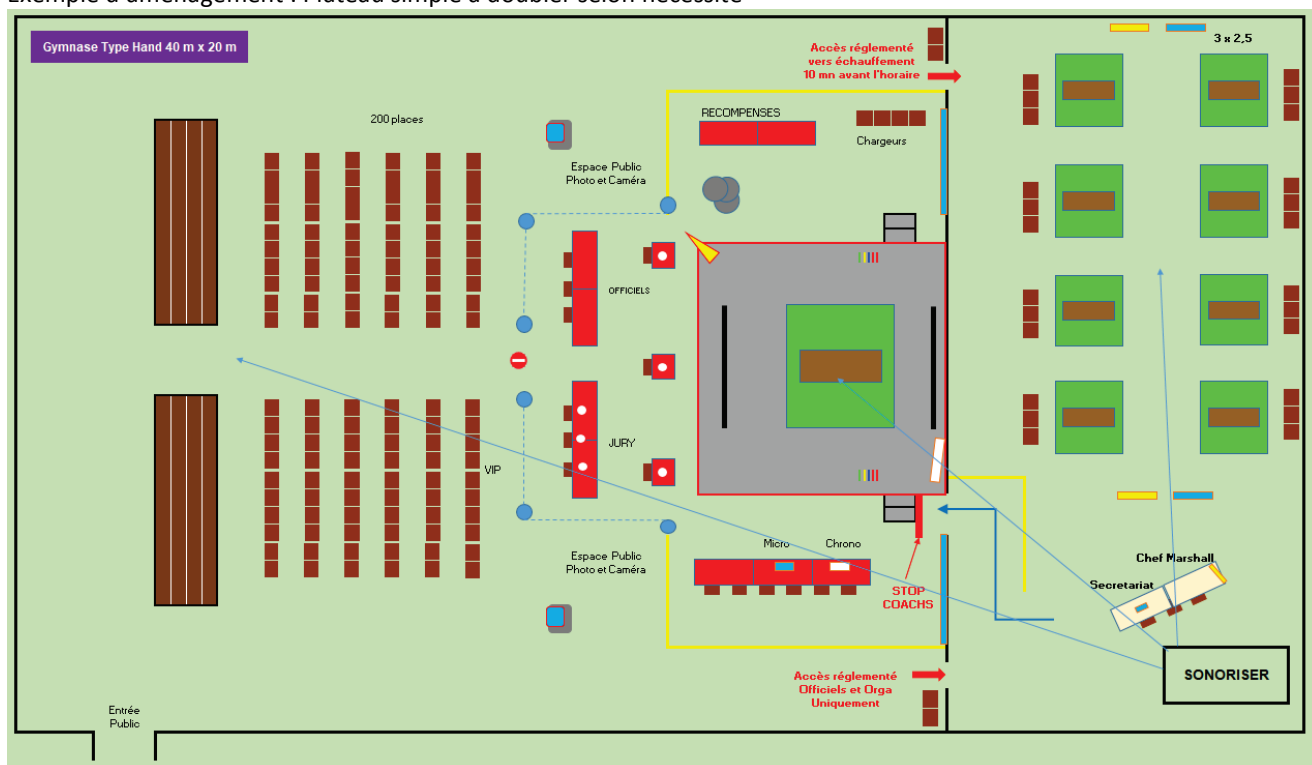 Exemple d'aménagement : Plateau simple à doubler selon nécessité
Gymnase Type Hand 40 m x 20 m
Accès réglementé
vers échauffement
10 mn avant l'horaire
3 x 2,5
200 places
RECOMPENSES
Chargeurs
Espace Public
Photo et Caméra
OFFICIELS
JURY
VIP
Espace Public
Photo et Caméra
Micro
Chrono
STOP
COACHS
Chef Marshall
Secretariat
SONORISER
Accès réglementé
Officiels et Orga
Uniquement
Entrée
Public